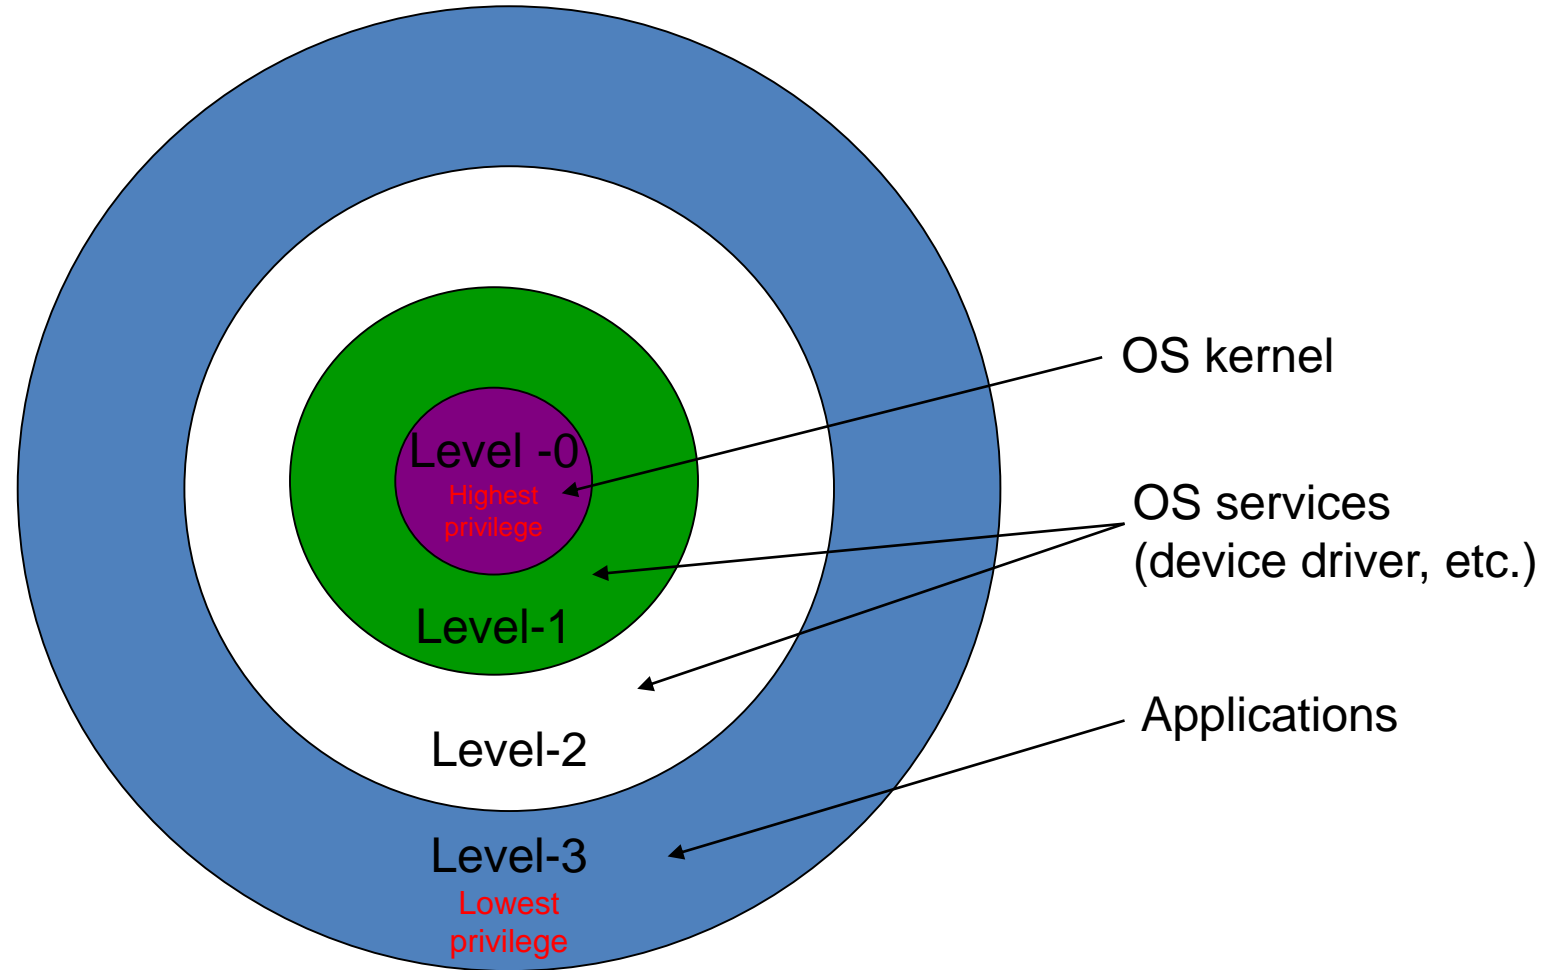 Level -0
Highest
privilege
Level-1
Level-2
Level-3
Lowest
privilege
OS kernel
OS services
(device driver, etc.)
Applications